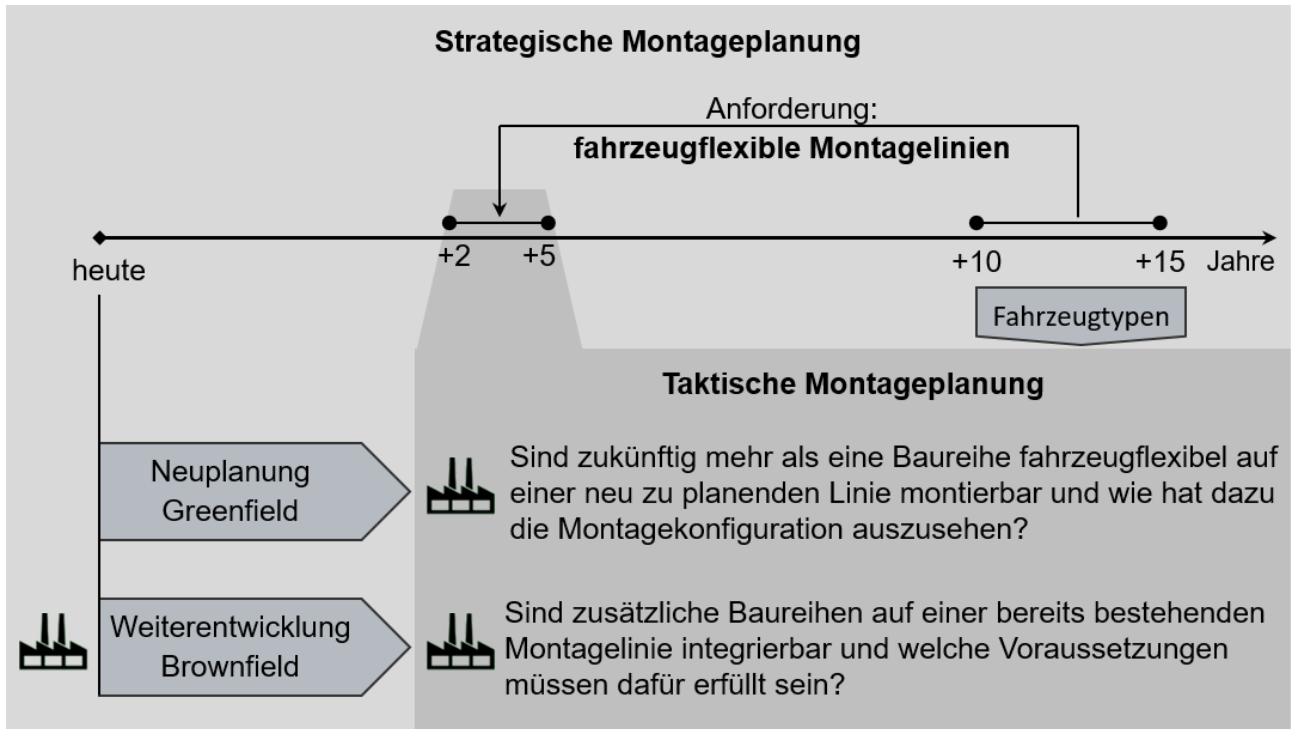 Strategische Montageplanung
Anforderung:
fahrzeugflexible Montagelinien
heute
+2
+5
+10
+15
Jahre
Fahrzeugtypen
Taktische Montageplanung
Neuplanung
Greenfield
Sind zukünftig mehr als eine Baureihe fahrzeugflexibel auf
einer neu zu planenden Linie montierbar und wie hat dazu
die Montagekonfiguration auszusehen?
Weiterentwicklung
Brownfield
Sind zusätzliche Baureihen auf einer bereits bestehenden
Montagelinie integrierbar und welche Voraussetzungen
müssen dafür erfüllt sein?